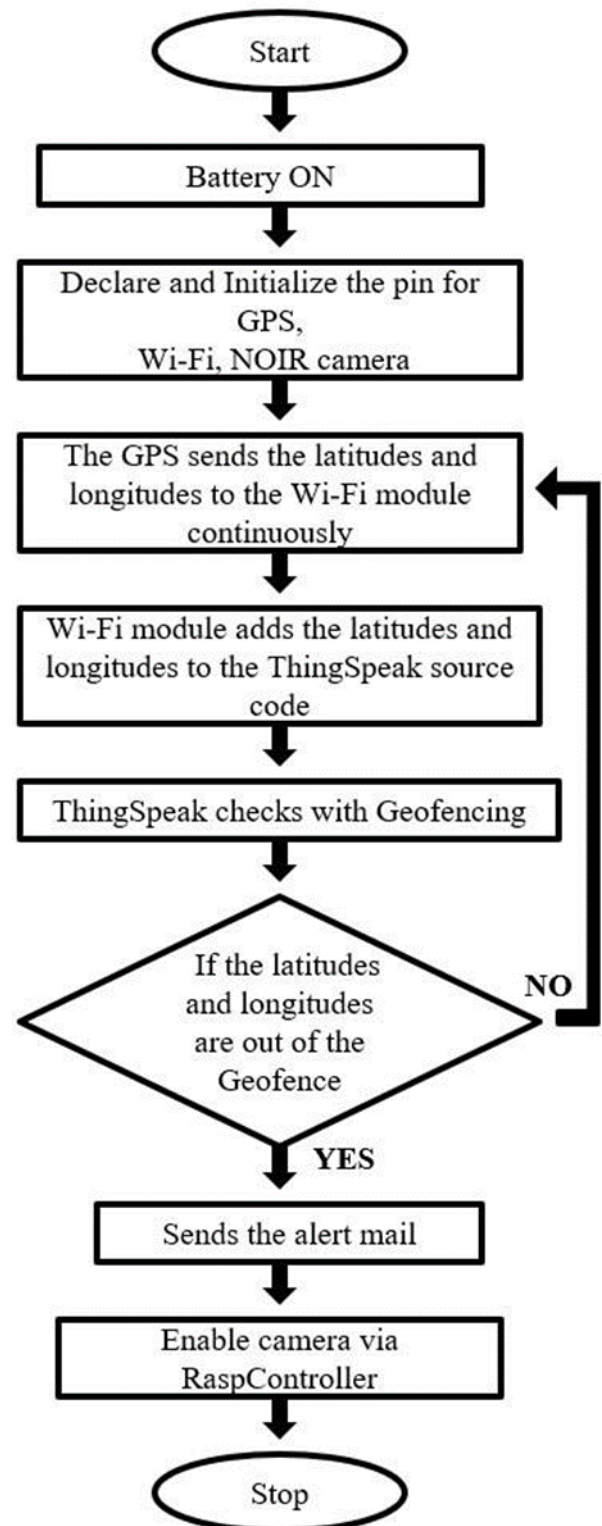 Start
Battery ON
Declare and Initialize the pin for
GPS,
Wi-Fi, NOIR camera
The GPS sends the latitudes and
longitudes to the Wi-Fi module
continuously
Wi-Fi module adds the latitudes and
longitudes to the ThingSpeak source
code
ThingSpeak checks with Geofencing
If the latitudes
and longitudes
are out of the
Geofence
NO
YES
Sends the alert mail
Enable camera via
RaspController
Stop